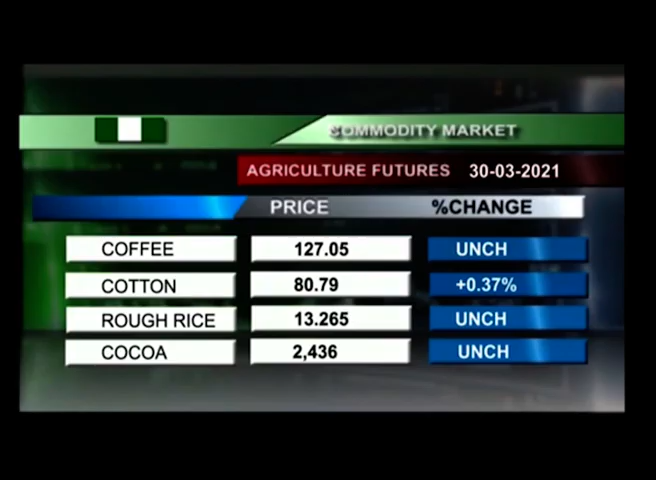 COMMODITY MARKET
AGRICULTURE FUTURES 30-03-2021
PRICE %CHANGE
COFFEE 127.05 UNCH
COTTON 80.79 +0.37%
ROUGH RICE 13.265 UNCH
COCOA 2,436 UNCH